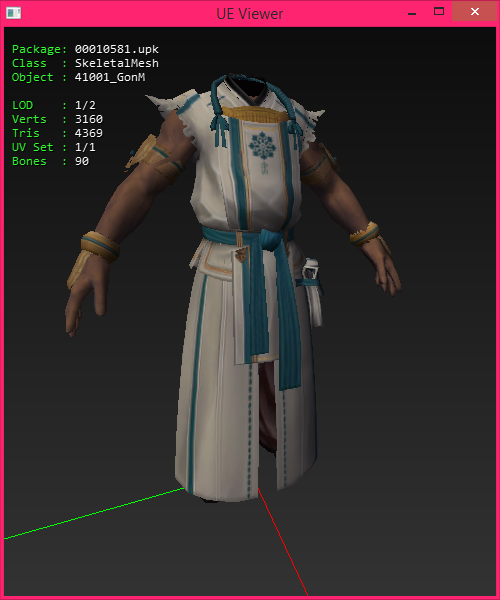 UE Viewer
Package: 00010581.upk
Class : SkeletalMesh
Object : 41001_GonM
LOD : 1/2
Verts : 3160
Tris : 4369
UV Set : 1/1
Bones : 90